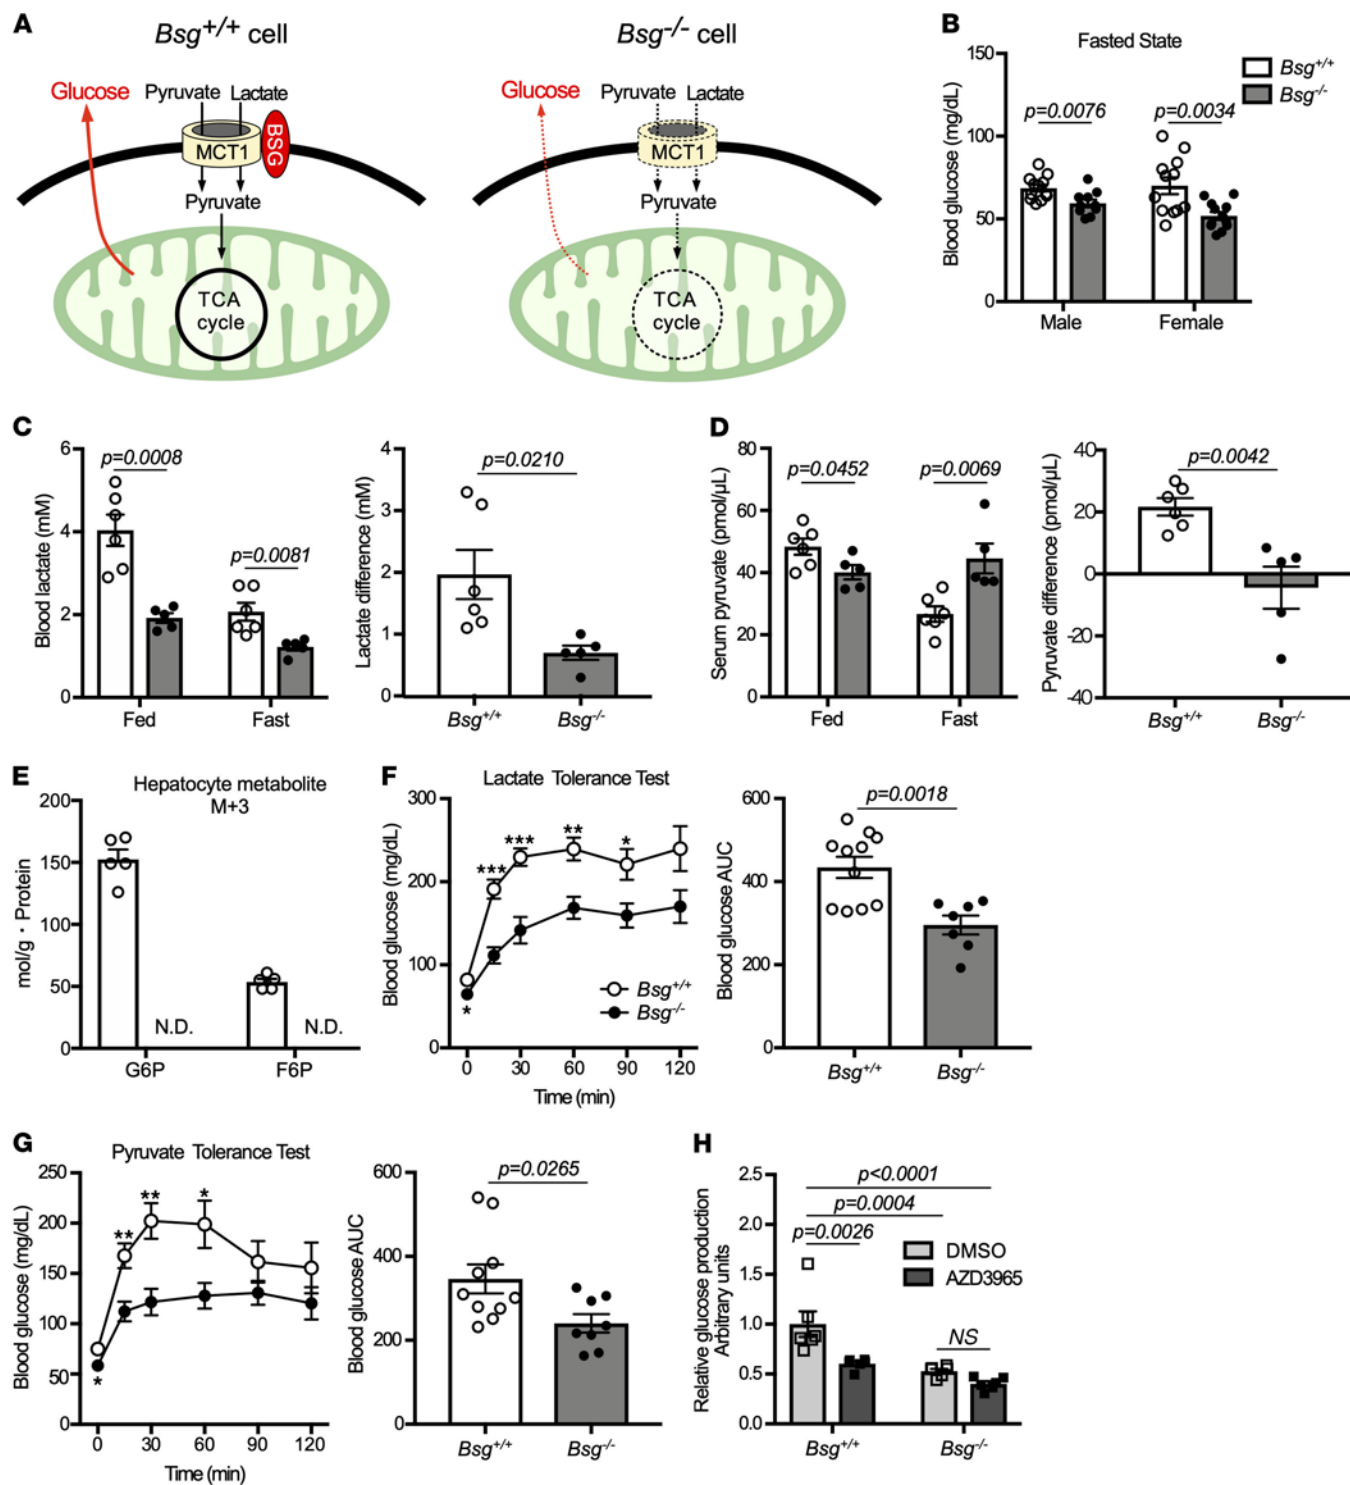 A
Bsg+/+ cell
Glucose
Pyruvate
Lactate
MCT1
BSG
Pyruvate
TCA
cycle
Bsg-/- cell
Glucose
Pyruvate
Lactate
MCT1
Pyruvate
TCA
cycle
B
Fasted State
Bsg+/+
Bsg-/-
Blood glucose (mg/dL)
150
100
50
0
p=0.0076
p=0.0034
Male
Female
C
Blood lactate (mM)
6
4
2
0
p=0.0008
p=0.0081
Fed
Fast
Lactate difference (mM)
4
3
2
1
0
p=0.0210
Bsg+/+
Bsg-/-
D
Serum pyruvate (pmol/μL)
80
60
40
20
0
p=0.0452
p=0.0069
Fed
Fast
Pyruvate difference (pmol/μL)
40
20
0
-20
-40
p=0.0042
Bsg+/+
Bsg-/-
E
Hepatocyte metabolite
M+3
mol/g・Protein
200
150
100
50
0
N.D.
N.D.
G6P
F6P
F
Lactate Tolerance Test
Blood glucose (mg/dL)
300
200
100
0
*
***
***
**
*
Bsg+/+
Bsg-/-
0
30
60
90
120
Time (min)
Blood glucose AUC
600
400
200
0
p=0.0018
Bsg+/+
Bsg-/-
G
Pyruvate Tolerance Test
Blood glucose (mg/dL)
250
200
150
100
50
0
*
**
**
*
0
30
60
90
120
Time (min)
Blood glucose AUC
600
400
200
0
p=0.0265
Bsg+/+
Bsg-/-
H
Relative glucose production
Arbitrary units
2.5
2.0
1.5
1.0
0.5
0.0
p<0.0001
p=0.0004
p=0.0026
DMSO
AZD3965
NS
Bsg+/+
Bsg-/-